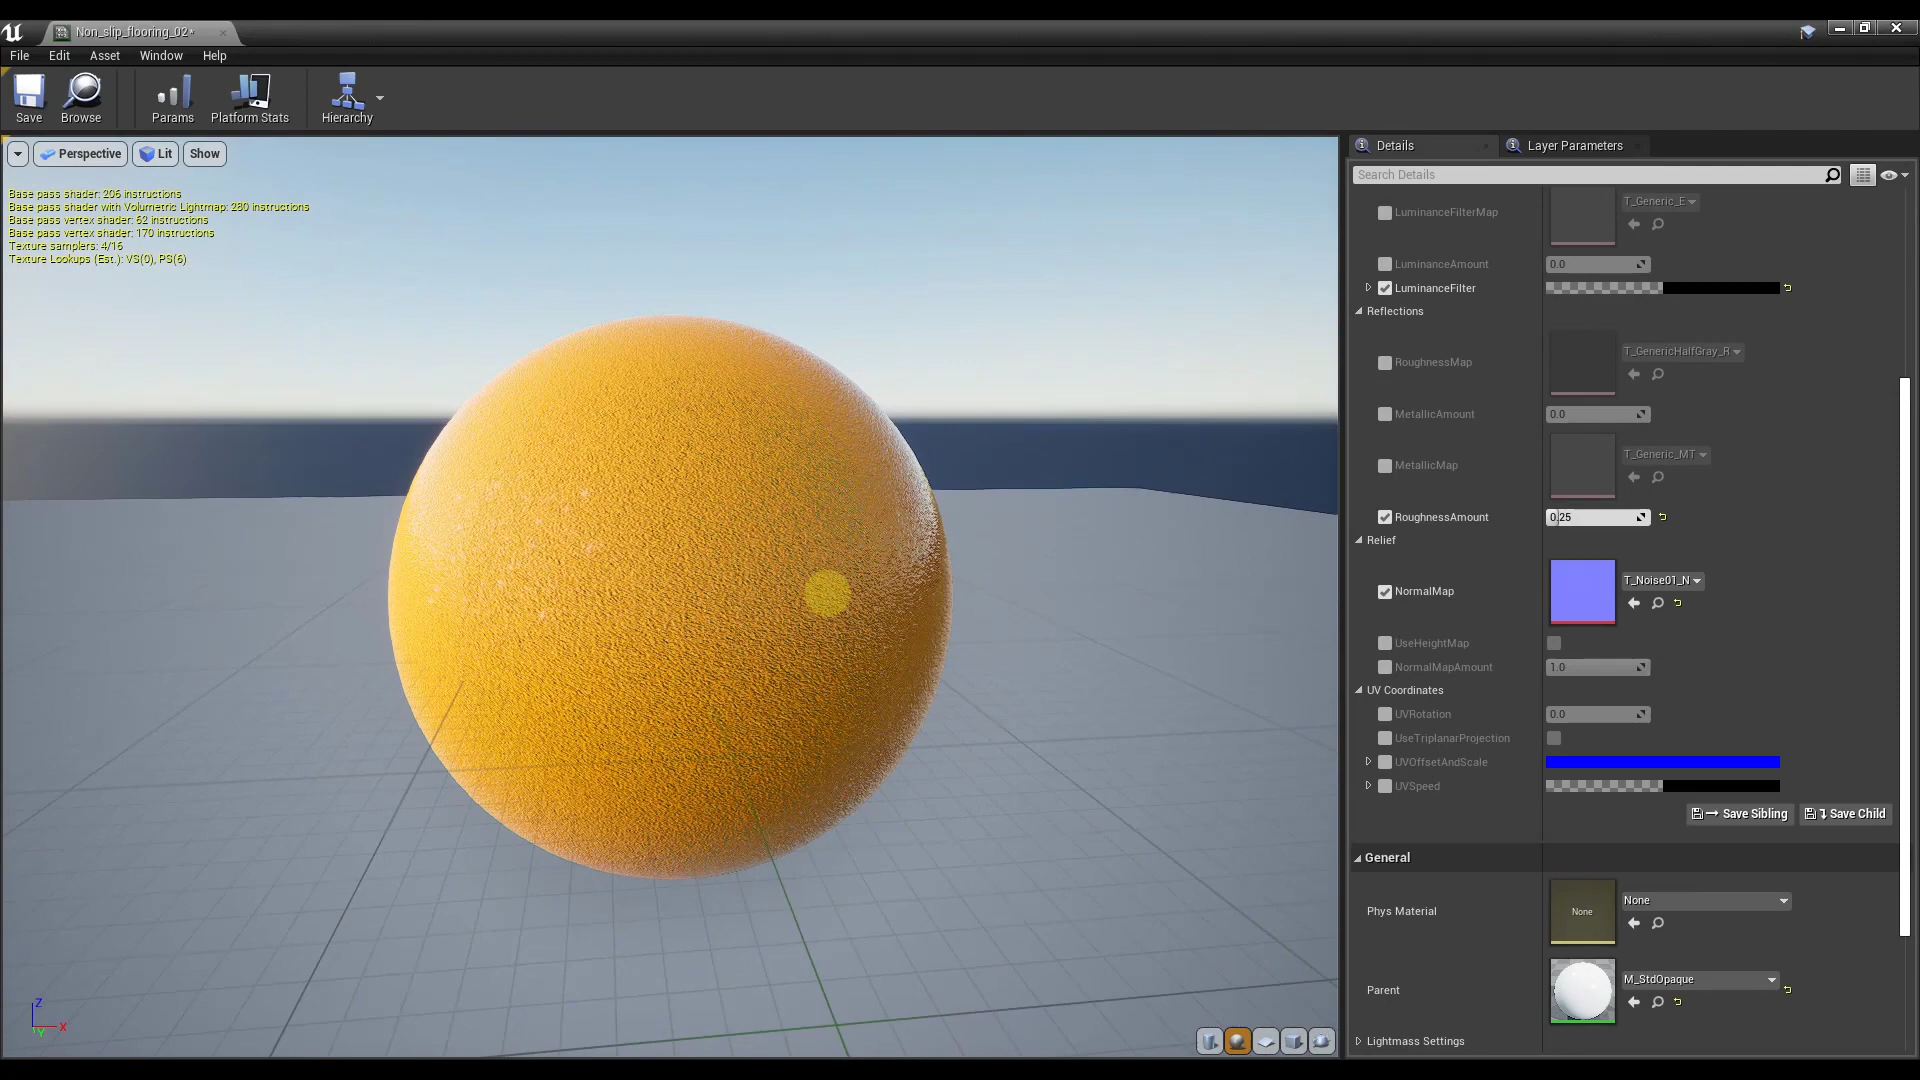 Non_slip_flooring_02*
File Edit Asset Window Help
Save Browse Params Platform Stats Hierarchy
Perspective Lit Show
Base pass shader: 206 instructions
Base pass shader with Volumetric Lightmap: 280 instructions
Base pass vertex shader: 62 instructions
Base pass vertex shader: 170 instructions
Texture samplers: 4/16
Texture Lookups (Est.): VS(0), PS(6)
Z
X
Y
Details Layer Parameters
Search Details
LuminanceFilterMap T_Generic_E
LuminanceAmount 0.0
LuminanceFilter
Reflections
RoughnessMap T_GenericHalfGray_R
MetallicAmount 0.0
MetallicMap T_Generic_MT
RoughnessAmount 0.25
Relief
NormalMap T_Noise01_N
UseHeightMap
NormalMapAmount 1.0
UV Coordinates
UVRotation 0.0
UseTriplanarProjection
UVOffsetAndScale
UVSpeed
Save Sibling Save Child
General
Phys Material None None
Parent M_StdOpaque
Lightmass Settings